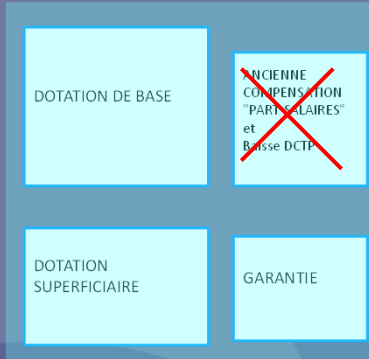 DOTATION DE BASE
ANCIENNE
COMPENSATION
"PART SALAIRES"
et
Baisse DCTP
DOTATION
SUPERFICIAIRE
GARANTIE